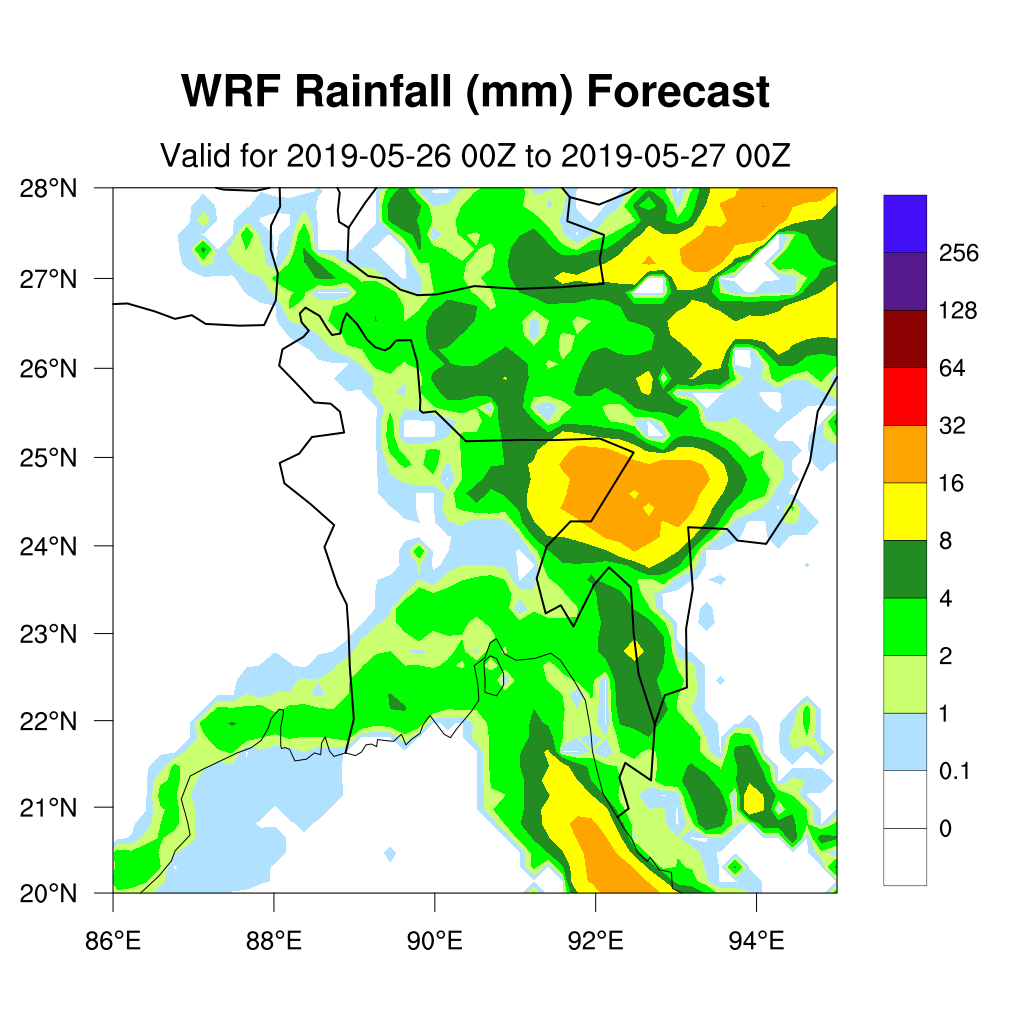 WRF Rainfall (mm) Forecast
Valid for 2019-05-26 00Z to 2019-05-27 00Z
28°N
27°N
26°N
25°N
24°N
23°N
22°N
21°N
20°N
86°E 88°E 90°E 92°E 94°E
256
128
64
32
16
8
4
2
1
0.1
0